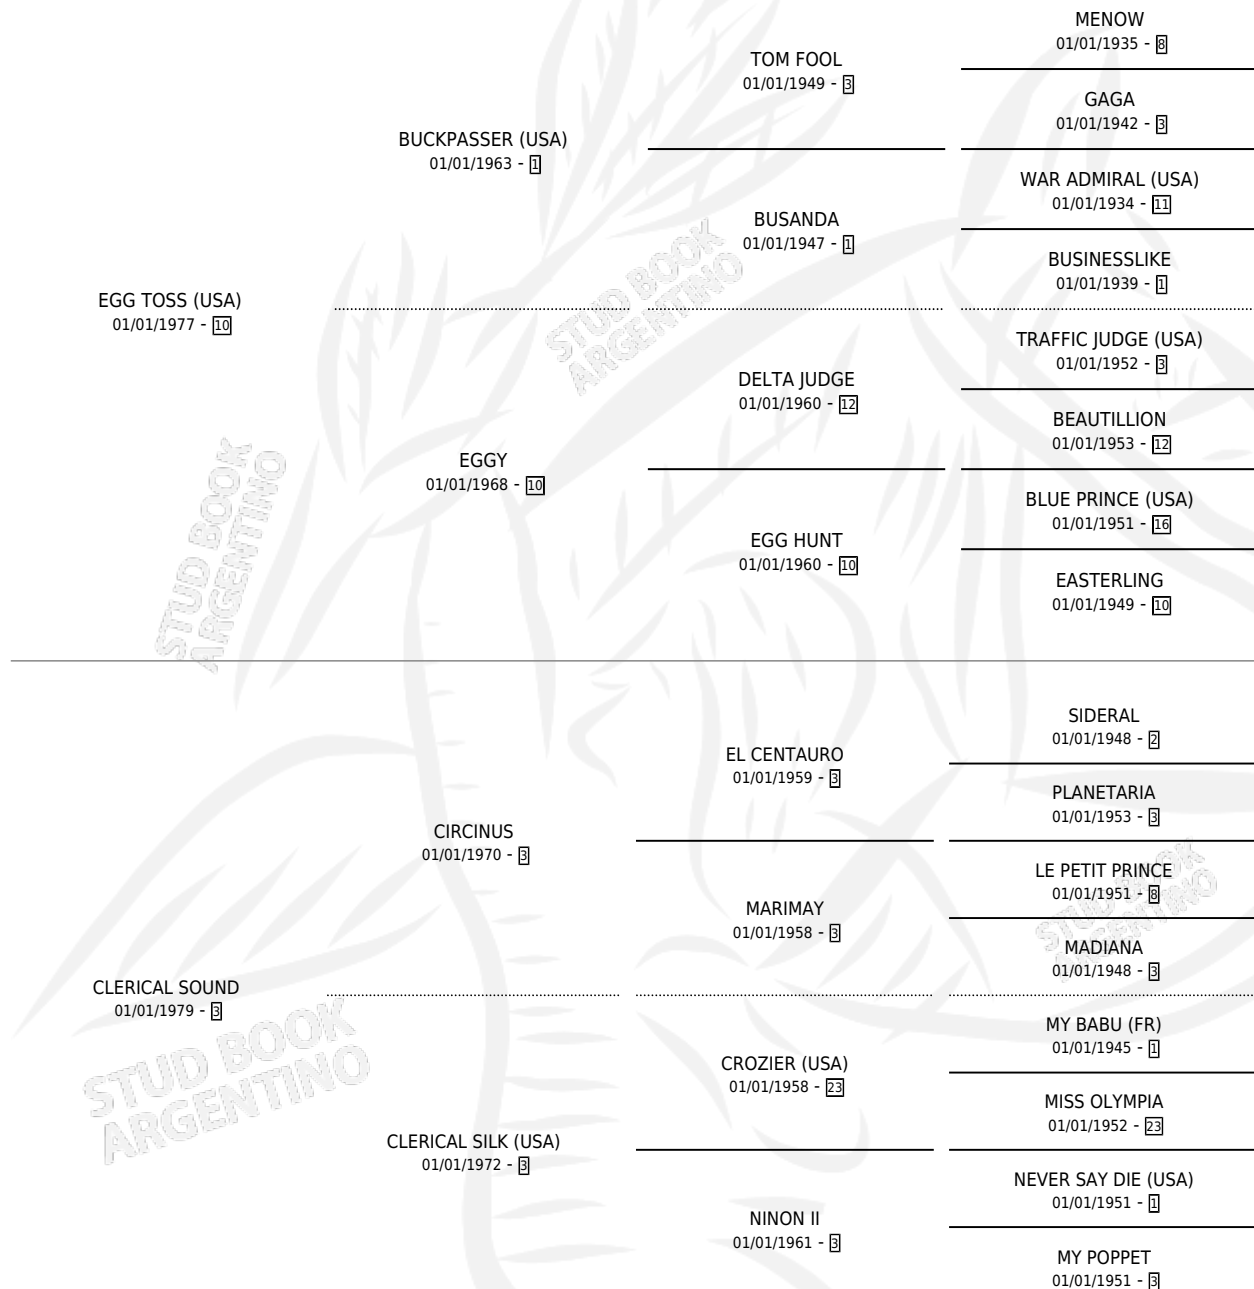 MENOW
01/01/1935 - 8
TOM FOOL
01/01/1949 - 3
GAGA
01/01/1942 - 3
BUCKPASSER (USA)
01/01/1963 - 1
WAR ADMIRAL (USA)
01/01/1934 - 11
BUSANDA
01/01/1947 - 1
BUSINESSLIKE
01/01/1939 - 1
EGG TOSS (USA)
01/01/1977 - 10
TRAFFIC JUDGE (USA)
01/01/1952 - 3
DELTA JUDGE
01/01/1960 - 12
BEAUTILLION
01/01/1953 - 12
EGGY
01/01/1968 - 10
BLUE PRINCE (USA)
01/01/1951 - 16
EGG HUNT
01/01/1960 - 10
EASTERLING
01/01/1949 - 10
SIDERAL
01/01/1948 - 2
EL CENTAURO
01/01/1959 - 3
PLANETARIA
01/01/1953 - 3
CIRCINUS
01/01/1970 - 3
LE PETIT PRINCE
01/01/1951 - 8
MARIMAY
01/01/1958 - 3
MADIANA
01/01/1948 - 3
CLERICAL SOUND
01/01/1979 - 3
MY BABU (FR)
01/01/1945 - 1
CROZIER (USA)
01/01/1958 - 23
MISS OLYMPIA
01/01/1952 - 23
CLERICAL SILK (USA)
01/01/1972 - 3
NEVER SAY DIE (USA)
01/01/1951 - 1
NINON II
01/01/1961 - 3
MY POPPET
01/01/1951 - 3
STUD BOOK
ARGENTINO
STUD BOOK
ARGENTINO
STUD BOOK
ARGENTINO
STUD BOOK
ARGENTINO